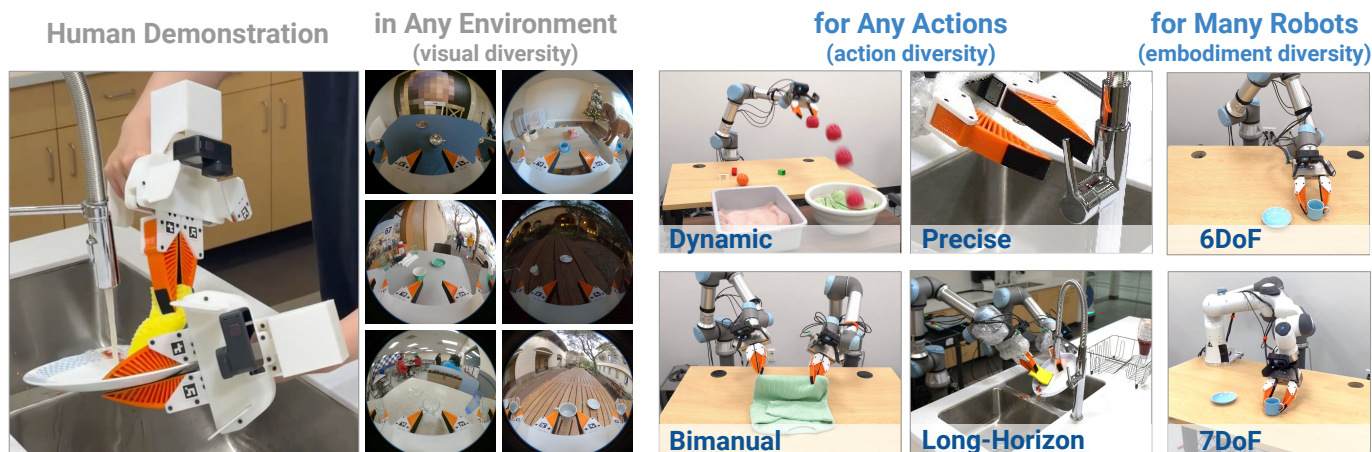 Human Demonstration
in Any Environment
(visual diversity)
for Any Actions
(action diversity)
for Many Robots
(embodiment diversity)
Dynamic
Precise
6DoF
Bimanual
Long-Horizon
7DoF